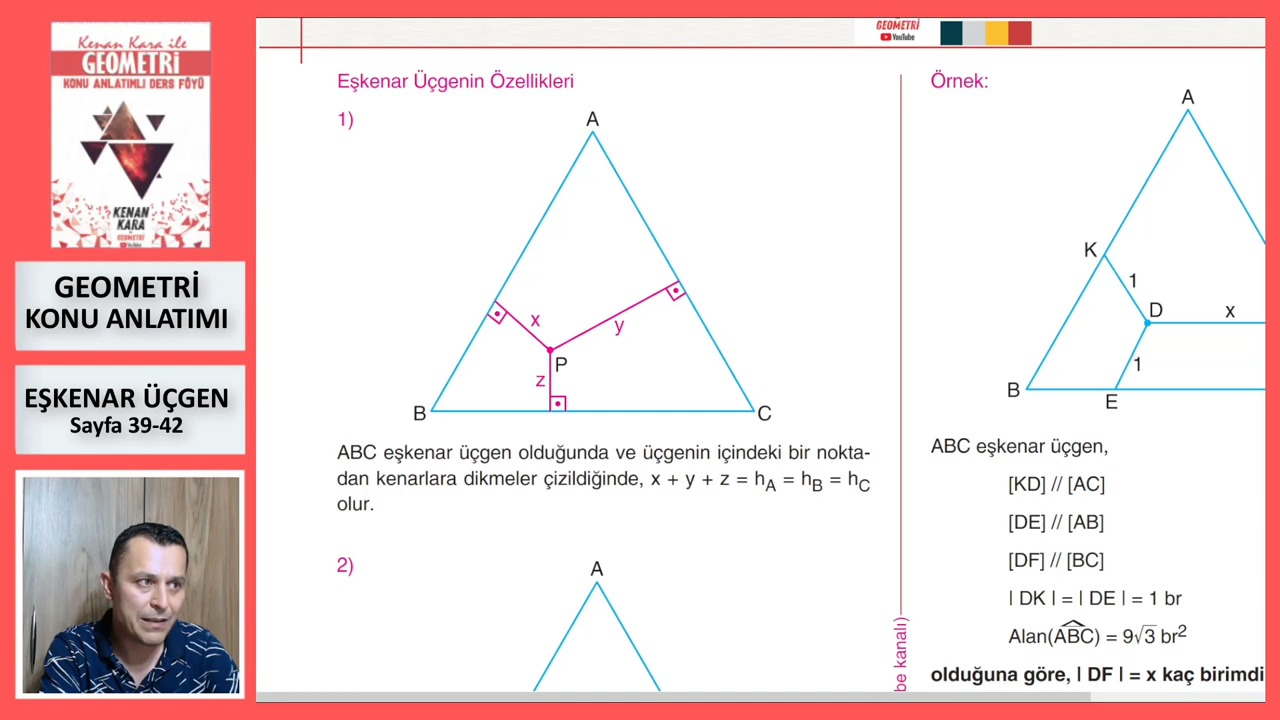 Kenan Kara ile
GEOMETRİ
KONU ANLATIMLI DERS FÖYÜ
KENAN
KARA
GEOMETRİ
YouTube
GEOMETRİ
KONU ANLATIMI
EŞKENAR ÜÇGEN
Sayfa 39-42
GEOMETRİ
YouTube
Eşkenar Üçgenin Özellikleri
1)
A
x
y
P
z
B
C
ABC eşkenar üçgen olduğunda ve üçgenin içindeki bir nokta-
dan kenarlara dikmeler çizildiğinde, x + y + z = hA = hB = hC
olur.
2)
A
be kanalı)
Örnek:
A
K
1
D
x
1
B
E
ABC eşkenar üçgen,
[KD] // [AC]
[DE] // [AB]
[DF] // [BC]
| DK | = | DE | = 1 br
Alan(ABC) = 9√3 br²
olduğuna göre, | DF | = x kaç birimdi